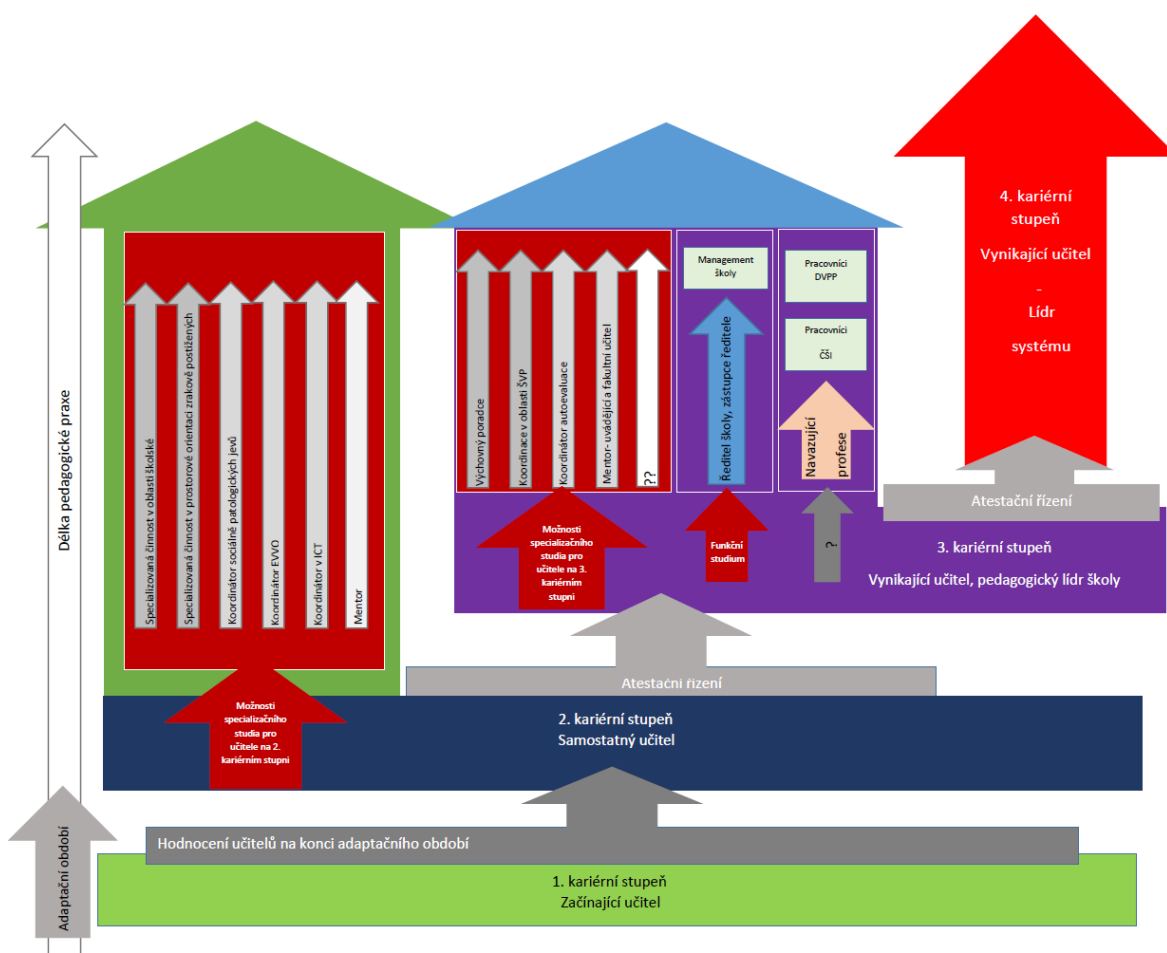 4. kariérní
stupeň
Vynikající učitel
-
Lídr
systému
Atestační řízení
Délka pedagogické praxe
Adaptační období
Specializovaná činnost v oblasti školské
Specializovaná činnost v prostorové orientaci zrakově postižených
Koordinátor sociálně patologických jevů
Koordinátor EVVO
Koordinátor v ICT
Mentor
Možnosti
specializačního
studia pro
učitele na 2.
kariérním stupni
Výchovný poradce
Koordinace v oblasti ŠVP
Koordinátor autoevaluace
Mentor- uvádějící a fakultní učitel
??
Možnosti
specializačního
studia pro
učitele na 3.
kariérním
stupni
Management
školy
Ředitel školy, zástupce ředitele
Funkční
studium
Pracovníci
DVPP
Pracovníci
ČŠI
Navazující
profese
?
3. kariérní stupeň
Vynikající učitel, pedagogický lídr školy
Atestační řízení
2. kariérní stupeň
Samostatný učitel
Hodnocení učitelů na konci adaptačního období
1. kariérní stupeň
Začínající učitel